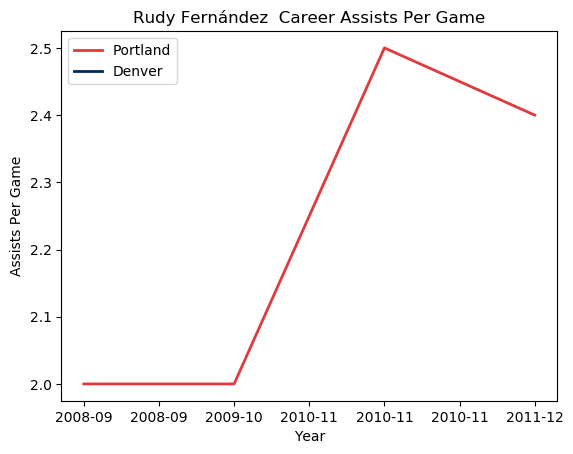 Rudy Fernández  Career Assists Per Game
Portland
Denver
Assists Per Game
2.5
2.4
2.3
2.2
2.1
2.0
2008-09 2008-09 2009-10 2010-11 2010-11 2010-11 2011-12
Year